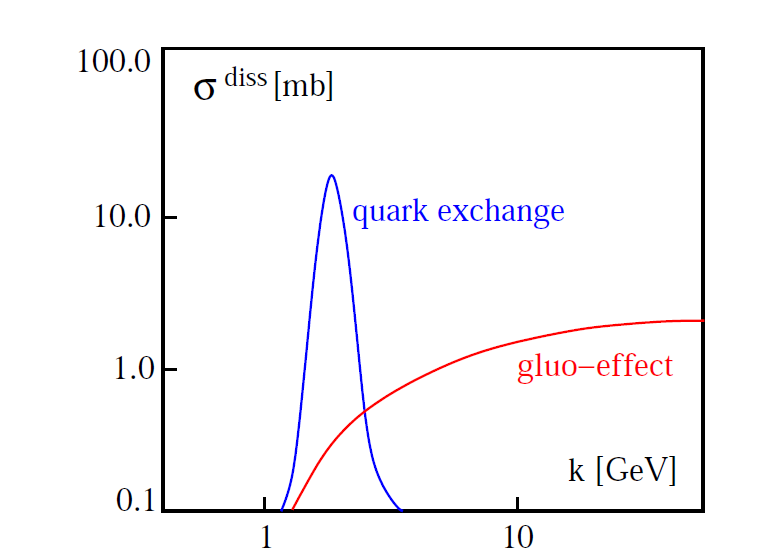 100.0
σ diss [mb]
10.0
quark exchange
1.0
gluo−effect
k [GeV]
0.1
1
10